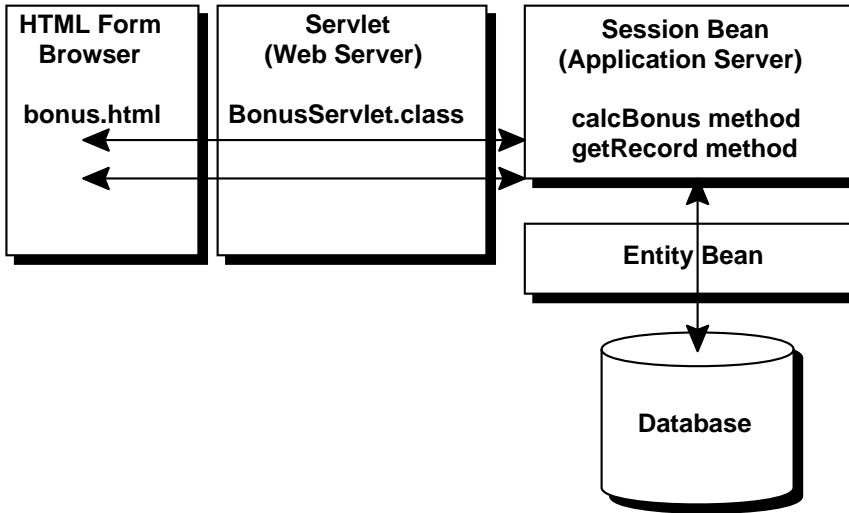 HTML Form
Browser
bonus.html
Servlet
(Web Server)
BonusServlet.class
Session Bean
(Application Server)
calcBonus method
getRecord method
Entity Bean
Database